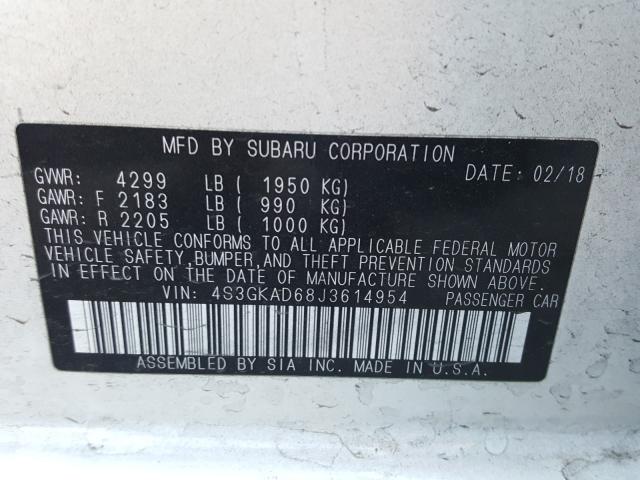 MFD BY SUBARU CORPORATION
DATE: 02/18
GVWR: 4299 LB ( 1950 KG)
GAWR: F 2183 LB ( 990 KG)
GAWR: R 2205 LB ( 1000 KG)
THIS VEHICLE CONFORMS TO ALL APPLICABLE FEDERAL MOTOR
VEHICLE SAFETY, BUMPER, AND THEFT PREVENTION STANDARDS
IN EFFECT ON THE DATE OF MANUFACTURE SHOWN ABOVE.
VIN: 4S3GKAD68J3614954 PASSENGER CAR
ASSEMBLED BY SIA INC. MADE IN U.S.A.